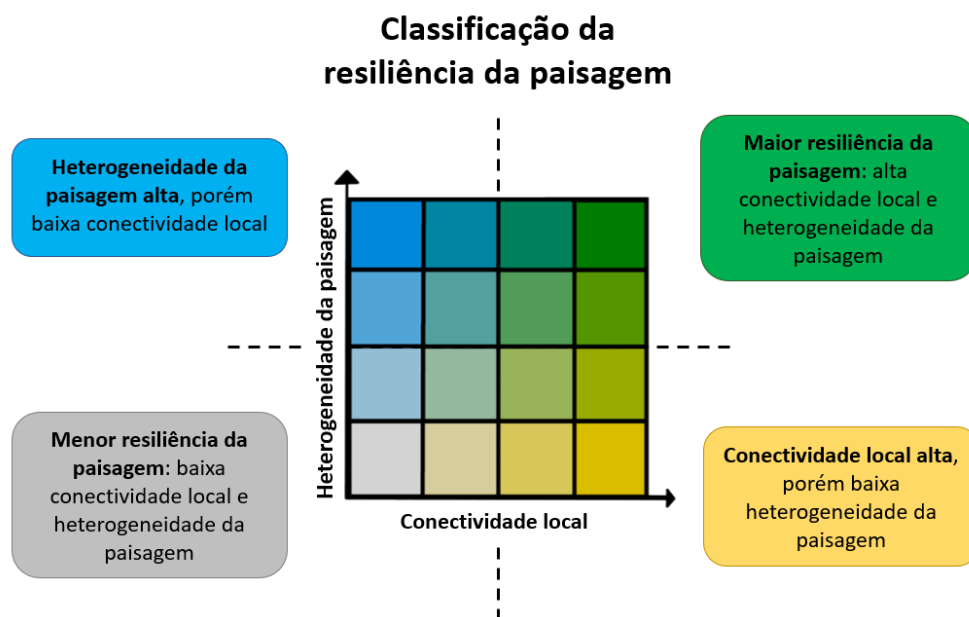 Classificação da
resiliência da paisagem
Heterogeneidade da
paisagem alta, porém
baixa conectividade local
Maior resiliência da
paisagem: alta
conectividade local e
heterogeneidade da
paisagem
Heterogeneidade da paisagem
Menor resiliência da
paisagem: baixa
conectividade local e
heterogeneidade da
paisagem
Conectividade local alta,
porém baixa
heterogeneidade da
paisagem
Conectividade local